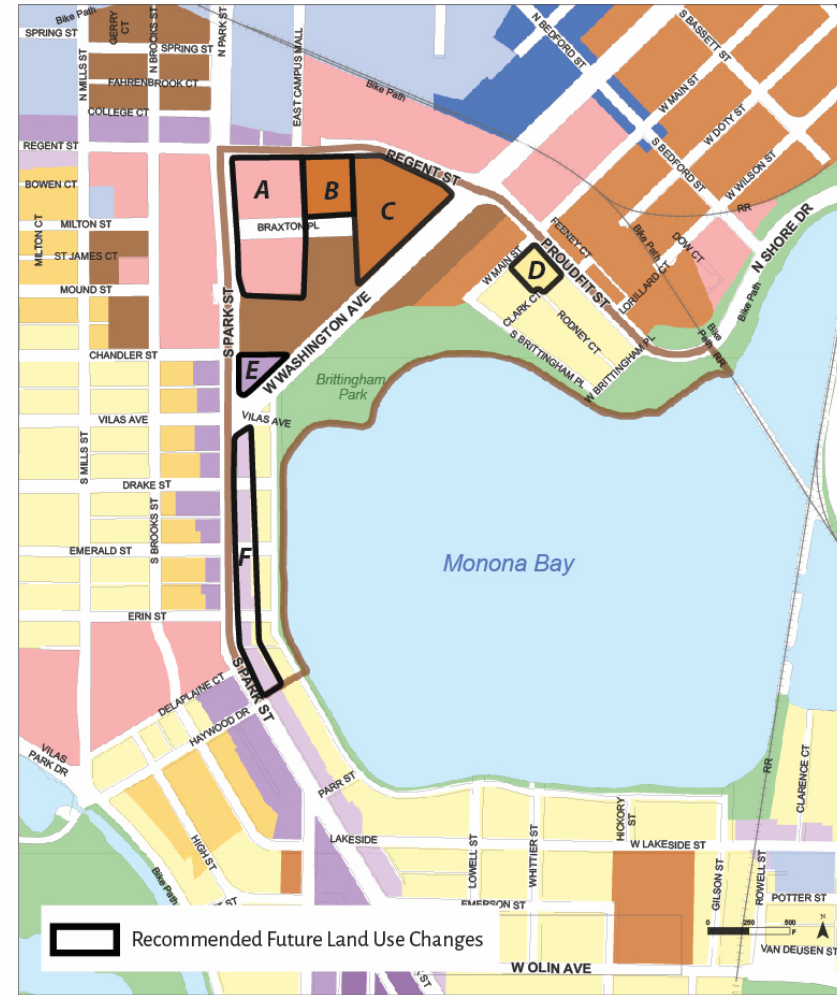 Bike Path
SPRING ST
GERRY CT
N BROOKS ST
N PARK ST
SPRING ST
N MILLS ST
FAHRENBROOK CT
COLLEGE CT
EAST CAMPUS MALL
Bike Path
N BEDFORD ST
S BASSETT ST
W MAIN ST
W DOTY ST
W WILSON ST
S BEDFORD ST
REGENT ST
REGENT ST
BOWEN CT
MILTON CT
MILTON ST
ST JAMES CT
MOUND ST
A
B
C
BRAXTON PL
RR
Bike Path
FEENEY CT
DOW CT
N SHORE DR
Bike Path
W MAIN ST
PROUDFIT ST
D
LORILLARD CT
CLARK CT
RODNEY CT
S BRITTINGHAM PL
W BRITTINGHAM PL
Bike Path
RR
S PARK ST
W WASHINGTON AVE
CHANDLER ST
E
Brittingham
Park
VILAS AVE
VILAS AVE
S MILLS ST
DRAKE ST
S BROOKS ST
EMERALD ST
F
Monona Bay
ERIN ST
S PARK ST
DELAPLAINE CT
HAYWOOD DR
VILAS
PARK DR
RR
CLARENCE CT
PARR ST
HIGH ST
LAKESIDE
LOWELL ST
WHITTIER ST
HICKORY
ST
W LAKESIDE ST
GILSON ST
ROWELL ST
Bike Path
EMERSON ST
POTTER ST
0 250 500
F
N
VAN DEUSEN ST
W OLIN AVE
Recommended Future Land Use Changes